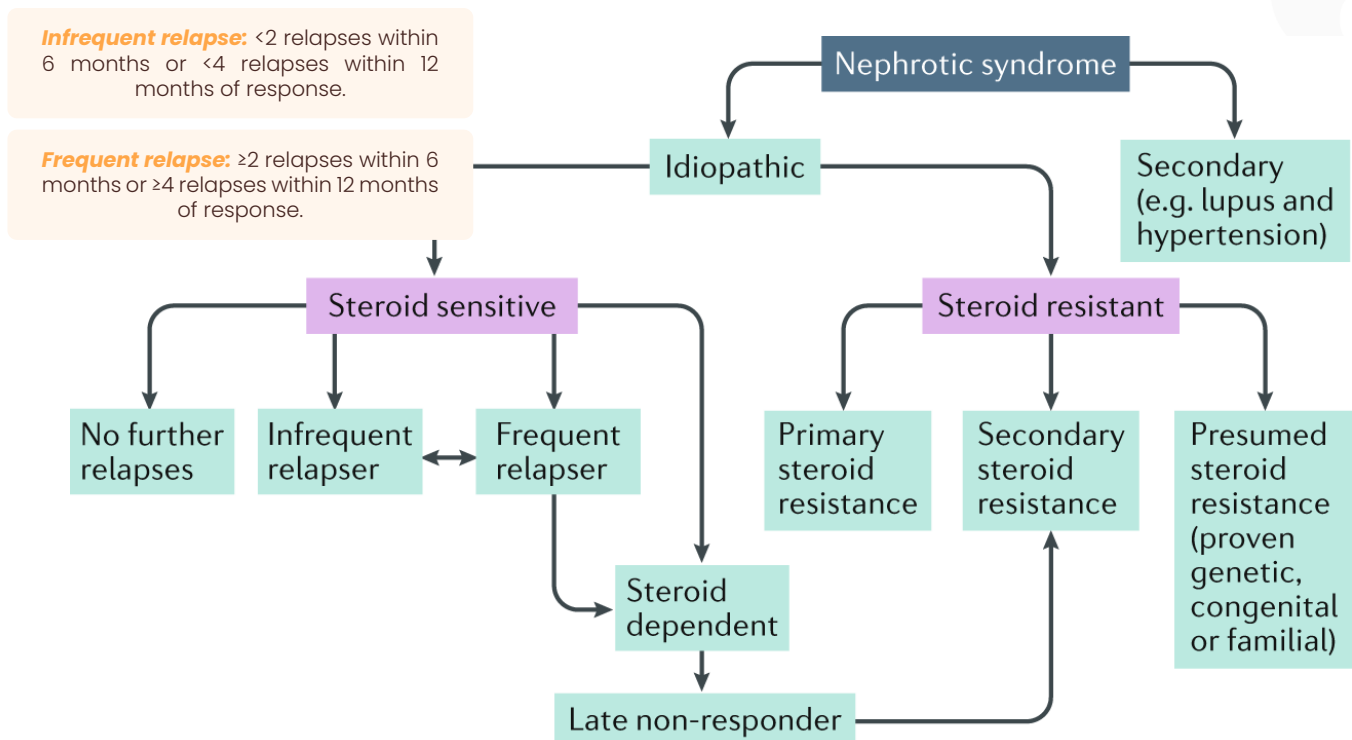 Infrequent relapse: <2 relapses within
6 months or <4 relapses within 12
months of response.
Frequent relapse: ≥2 relapses within 6
months or ≥4 relapses within 12 months
of response.
Nephrotic syndrome
Idiopathic
Secondary
(e.g. lupus and
hypertension)
Steroid sensitive
Steroid resistant
No further
relapses
Infrequent
relapser
Frequent
relapser
Primary
steroid
resistance
Secondary
steroid
resistance
Presumed
steroid
resistance
(proven
genetic,
congenital
or familial)
Steroid
dependent
Late non-responder